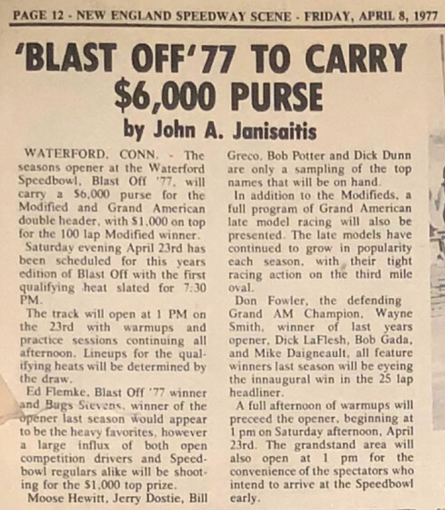 PAGE 12 - NEW ENGLAND SPEEDWAY SCENE - FRIDAY, APRIL 8, 1977
'BLAST OFF' 77 TO CARRY
$6,000 PURSE
by John A. Janisaitis
WATERFORD, CONN. - The
seasons opener at the Waterford
Speedbowl, Blast Off '77, will
carry a $6,000 purse for the
Modified and Grand American
double header, with $1,000 on top
for the 100 lap Modified winner.
Saturday evening April 23rd has
been scheduled for this years
edition of Blast Off with the first
qualifying heat slated for 7:30
PM.
The track will open at 1 PM on
the 23rd with warmups and
practice sessions continuing all
afternoon. Lineups for the qual-
ifying heats will be determined by
the draw.
Ed Flemke, Blast Off '77 winner
and Bugs Stevens, winner of the
opener last season would appear
to be the heavy favorites, however
a large influx of both open
competition drivers and Speed-
bowl regulars alike will be shoot-
ing for the $1,000 top prize.
Moose Hewitt, Jerry Dostie, Bill
Greco, Bob Potter and Dick Dunn
are only a sampling of the top
names that will be on hand.
In addition to the Modifieds, a
full program of Grand American
late model racing will also be
presented. The late models have
continued to grow in popularity
each season, with their tight
racing action on the third mile
oval.
Don Fowler, the defending
Grand AM Champion, Wayne
Smith, winner of last years
opener, Dick LaFlesh, Bob Gada,
and Mike Daigneault, all feature
winners last season will be eyeing
the innaugural win in the 25 lap
headliner.
A full afternoon of warmups will
preceed the opener, beginning at
1 pm on Saturday afternoon, April
23rd. The grandstand area will
also open at 1 pm for the
convenience of the spectators who
intend to arrive at the Speedbowl
early.